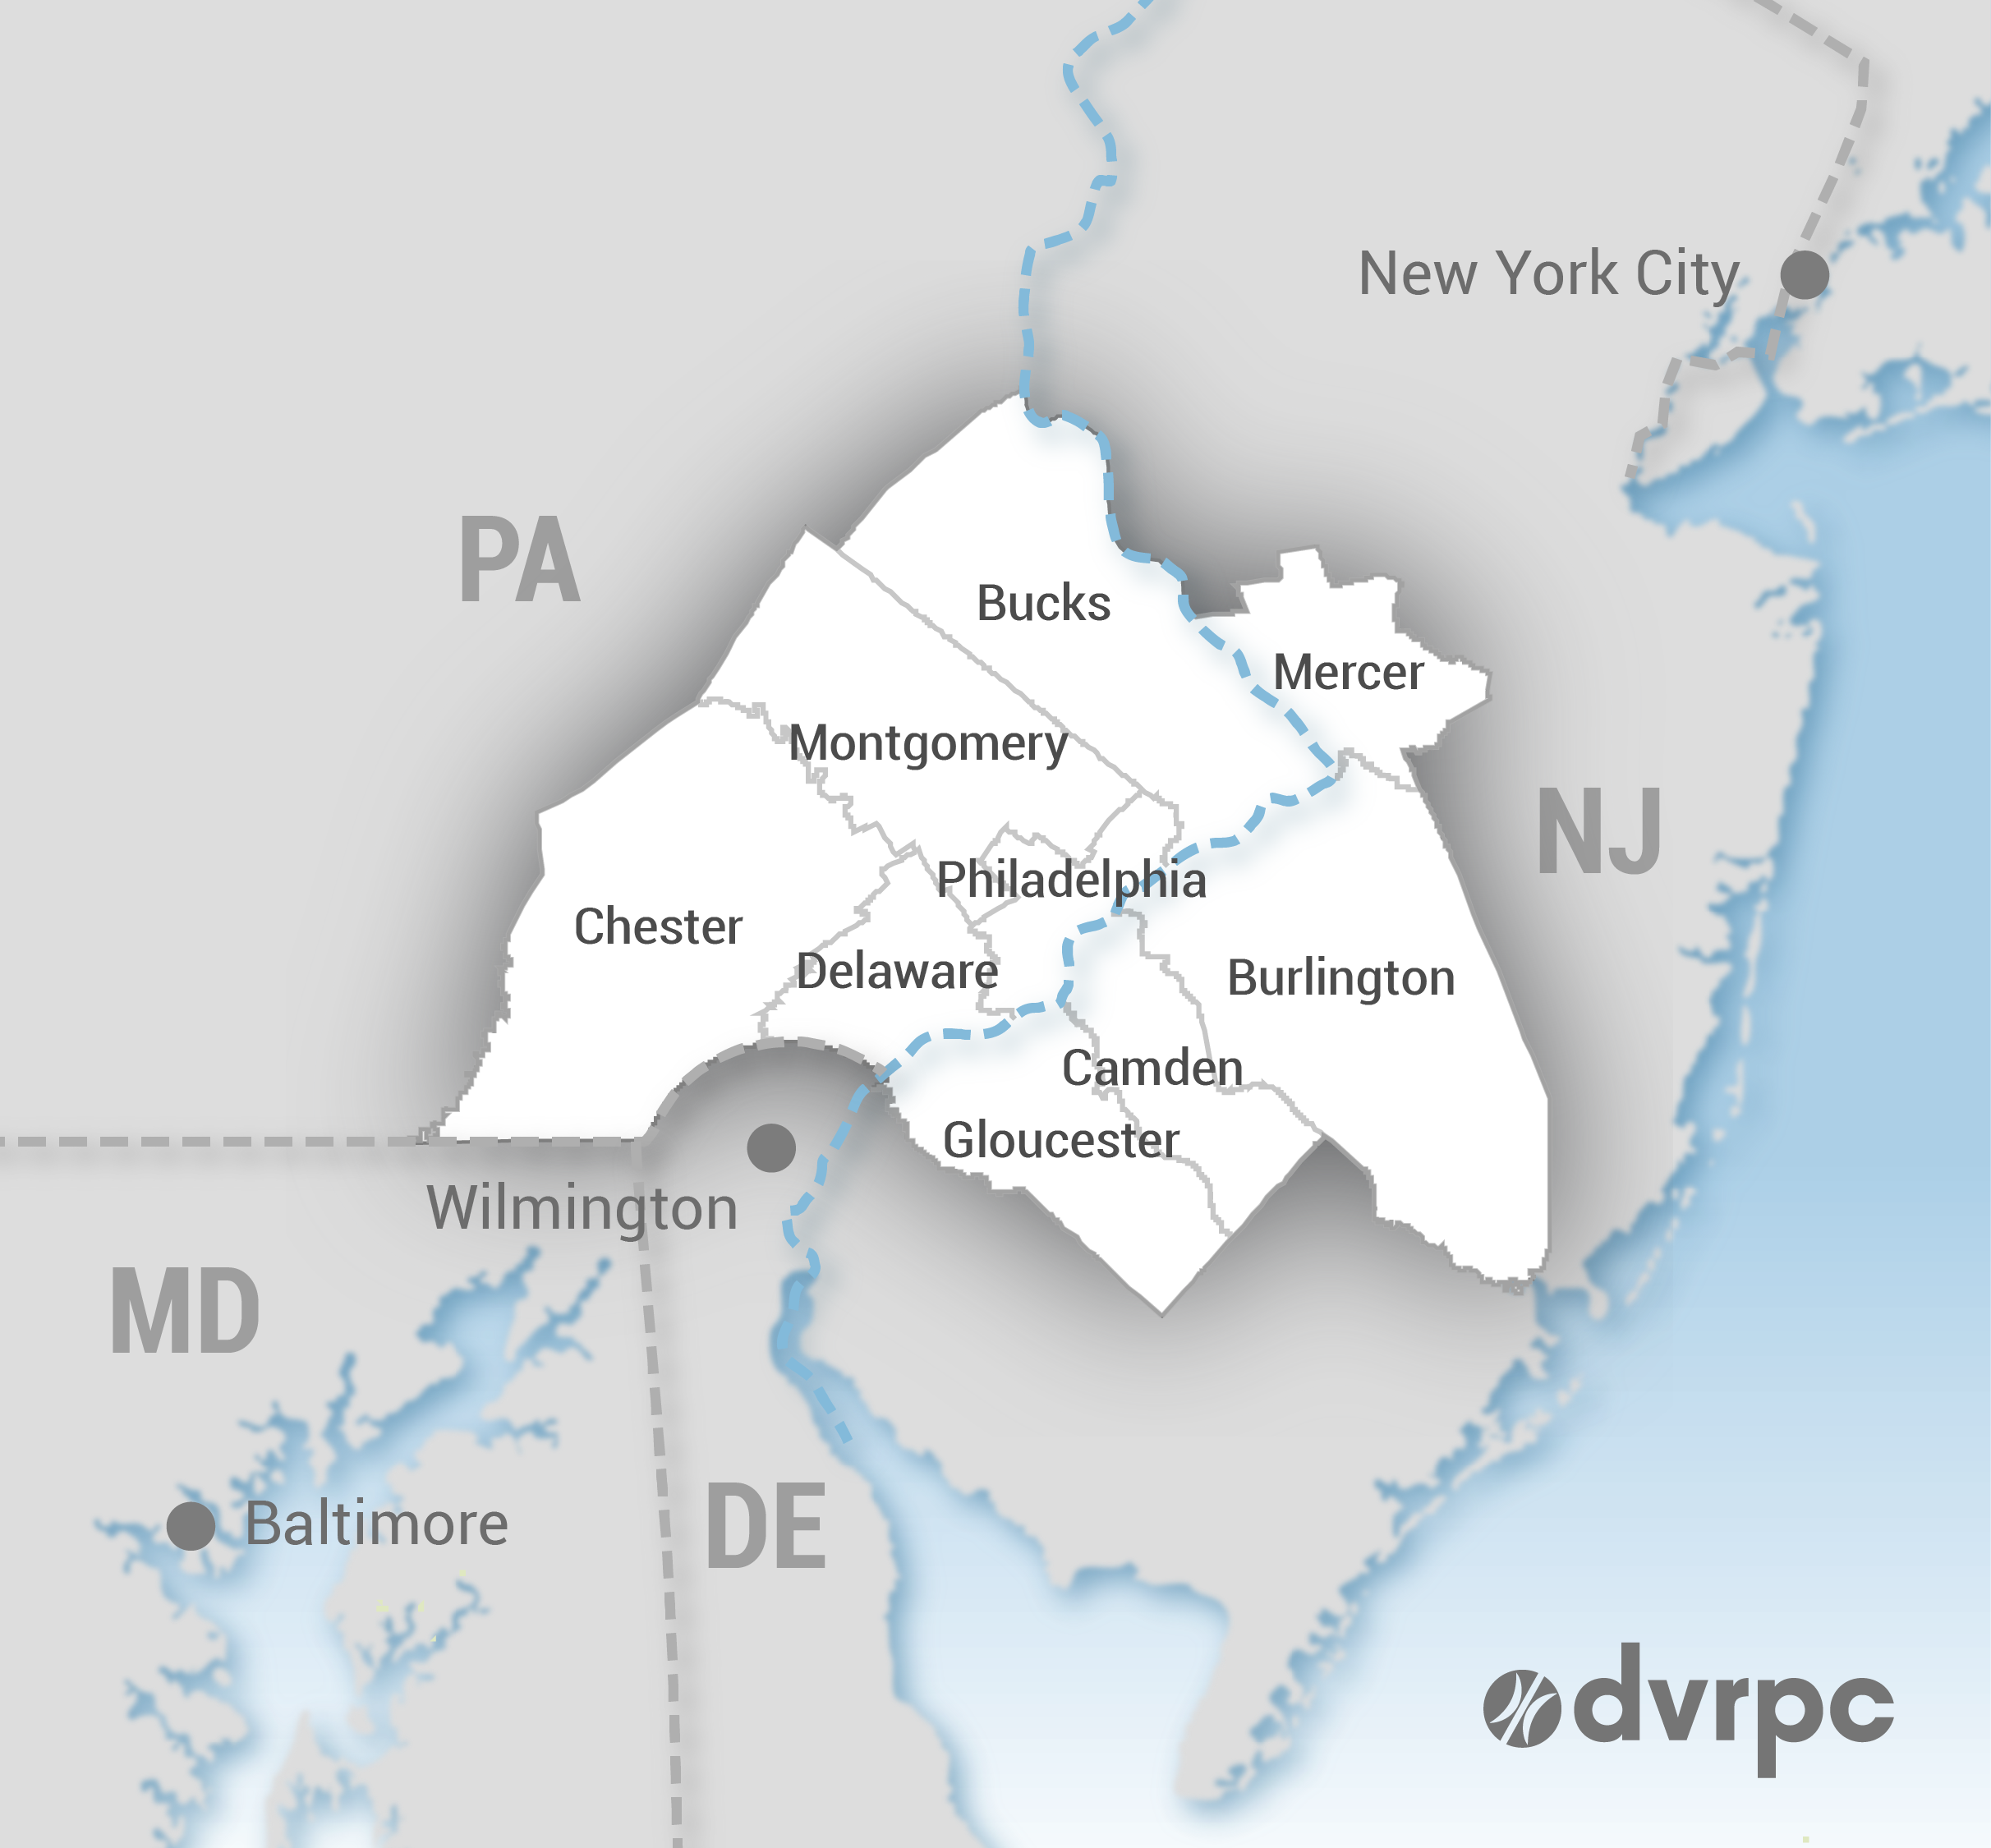 New York City
PA
Bucks
Mercer
Montgomery
NJ
Philadelphia
Chester
Delaware
Burlington
Camden
Gloucester
Wilmington
MD
Baltimore
DE
dvrpc